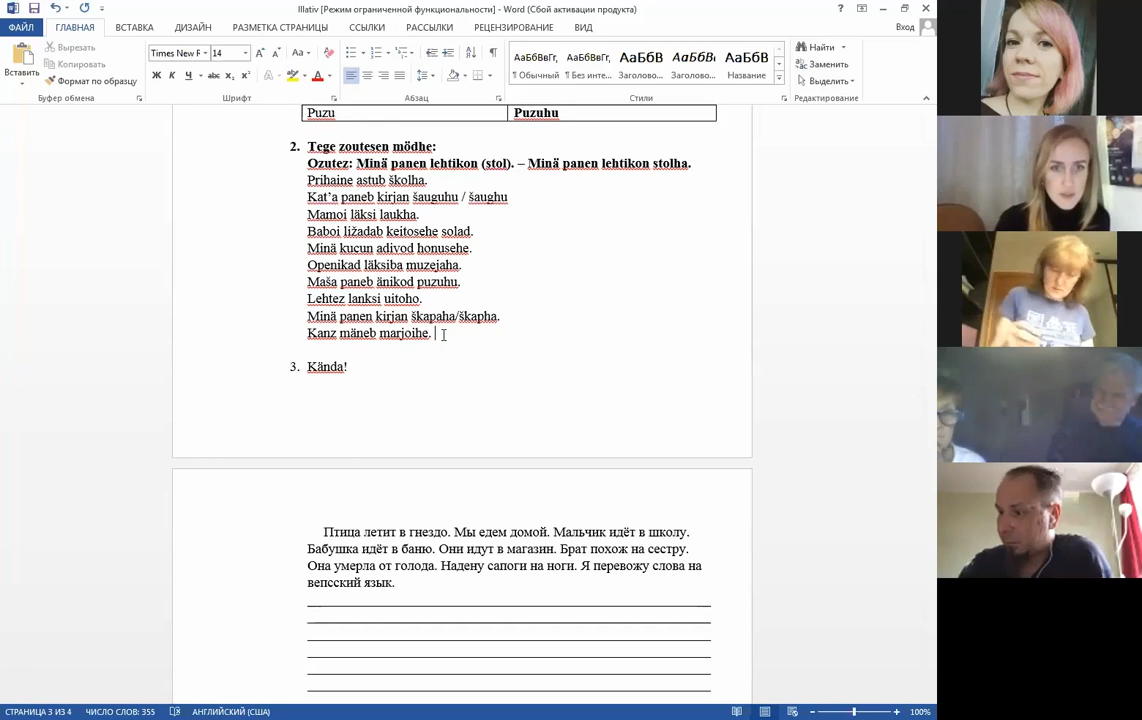 Illativ [Режим ограниченной функциональности] - Word (Сбой активации продукта)
ФАЙЛ ГЛАВНАЯ ВСТАВКА ДИЗАЙН РАЗМЕТКА СТРАНИЦЫ ССЫЛКИ РАССЫЛКИ РЕЦЕНЗИРОВАНИЕ ВИД Вход
Вставить
Вырезать
Копировать
Формат по образцу
Буфер обмена
Times New F 14
Ж К Ч abc x₂ x²
Шрифт
Абзац
АаБбВвГг, АаБбВвГг, АаБбВ АаБбВ АаБбВ
¶ Обычный ¶ Без инте... Заголово... Заголово... Название
Стили
Найти
Заменить
Выделить
Редактирование
Puzu Puzuhu
2. Tege zoutesen mödhe:
Ozutez: Minä panen lehtikon (stol). – Minä panen lehtikon stolha.
Prihaine astub školha.
Kat’a paneb kirjan šauguhu / šaughu
Mamoi läksi laukha.
Baboi ližadab keitosehe solad.
Minä kucun adivod honusehe.
Openikad läksiba muzejaha.
Maša paneb änikod puzuhu.
Lehtez lanksi uitoho.
Minä panen kirjan škapaha/škapha.
Kanz mäneb marjoihe.
3. Kända!
Птица летит в гнездо. Мы едем домой. Мальчик идёт в школу.
Бабушка идёт в баню. Они идут в магазин. Брат похож на сестру.
Она умерла от голода. Надену сапоги на ноги. Я перевожу слова на
вепсский язык.
СТРАНИЦА 3 ИЗ 4 ЧИСЛО СЛОВ: 355 АНГЛИЙСКИЙ (США) 100%